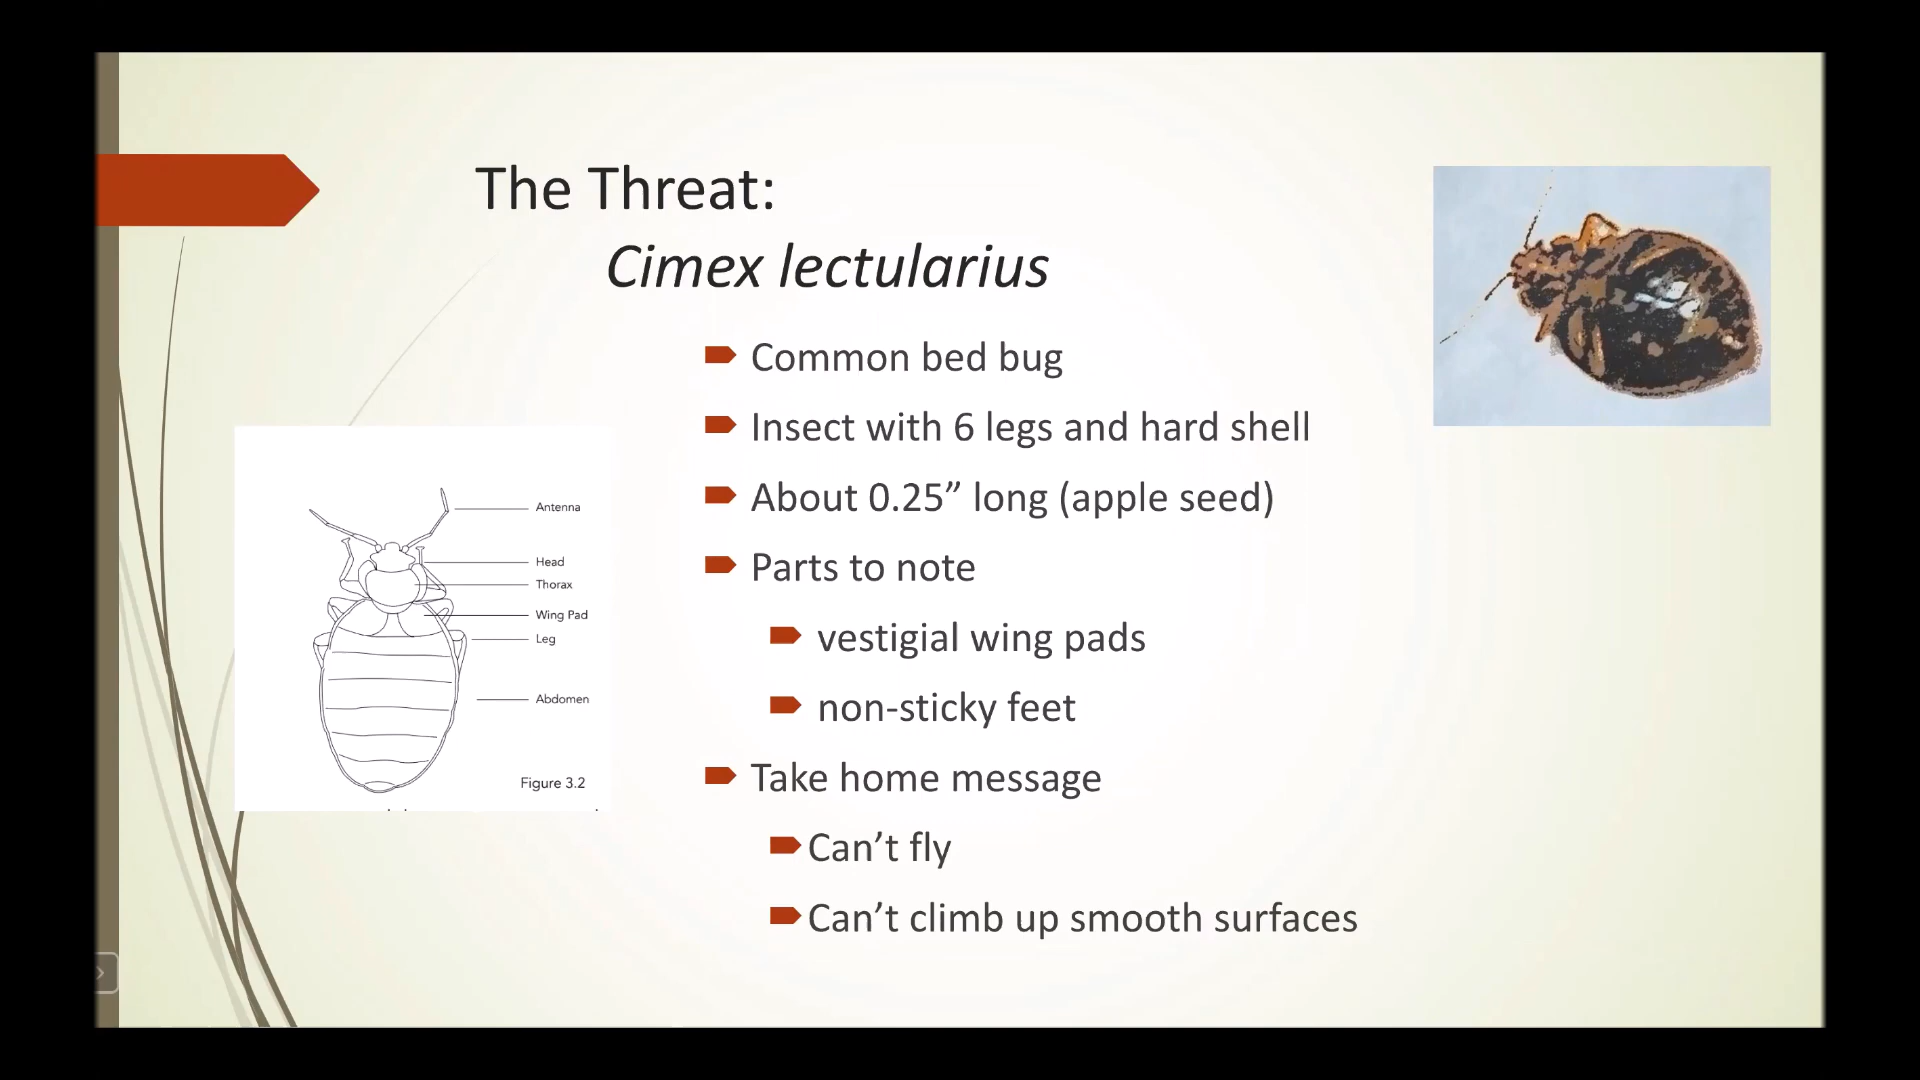 The Threat:
Cimex lectularius
Common bed bug
Insect with 6 legs and hard shell
About 0.25” long (apple seed)
Parts to note
vestigial wing pads
non-sticky feet
Take home message
Can’t fly
Can’t climb up smooth surfaces
Antenna
Head
Thorax
Wing Pad
Leg
Abdomen
Figure 3.2